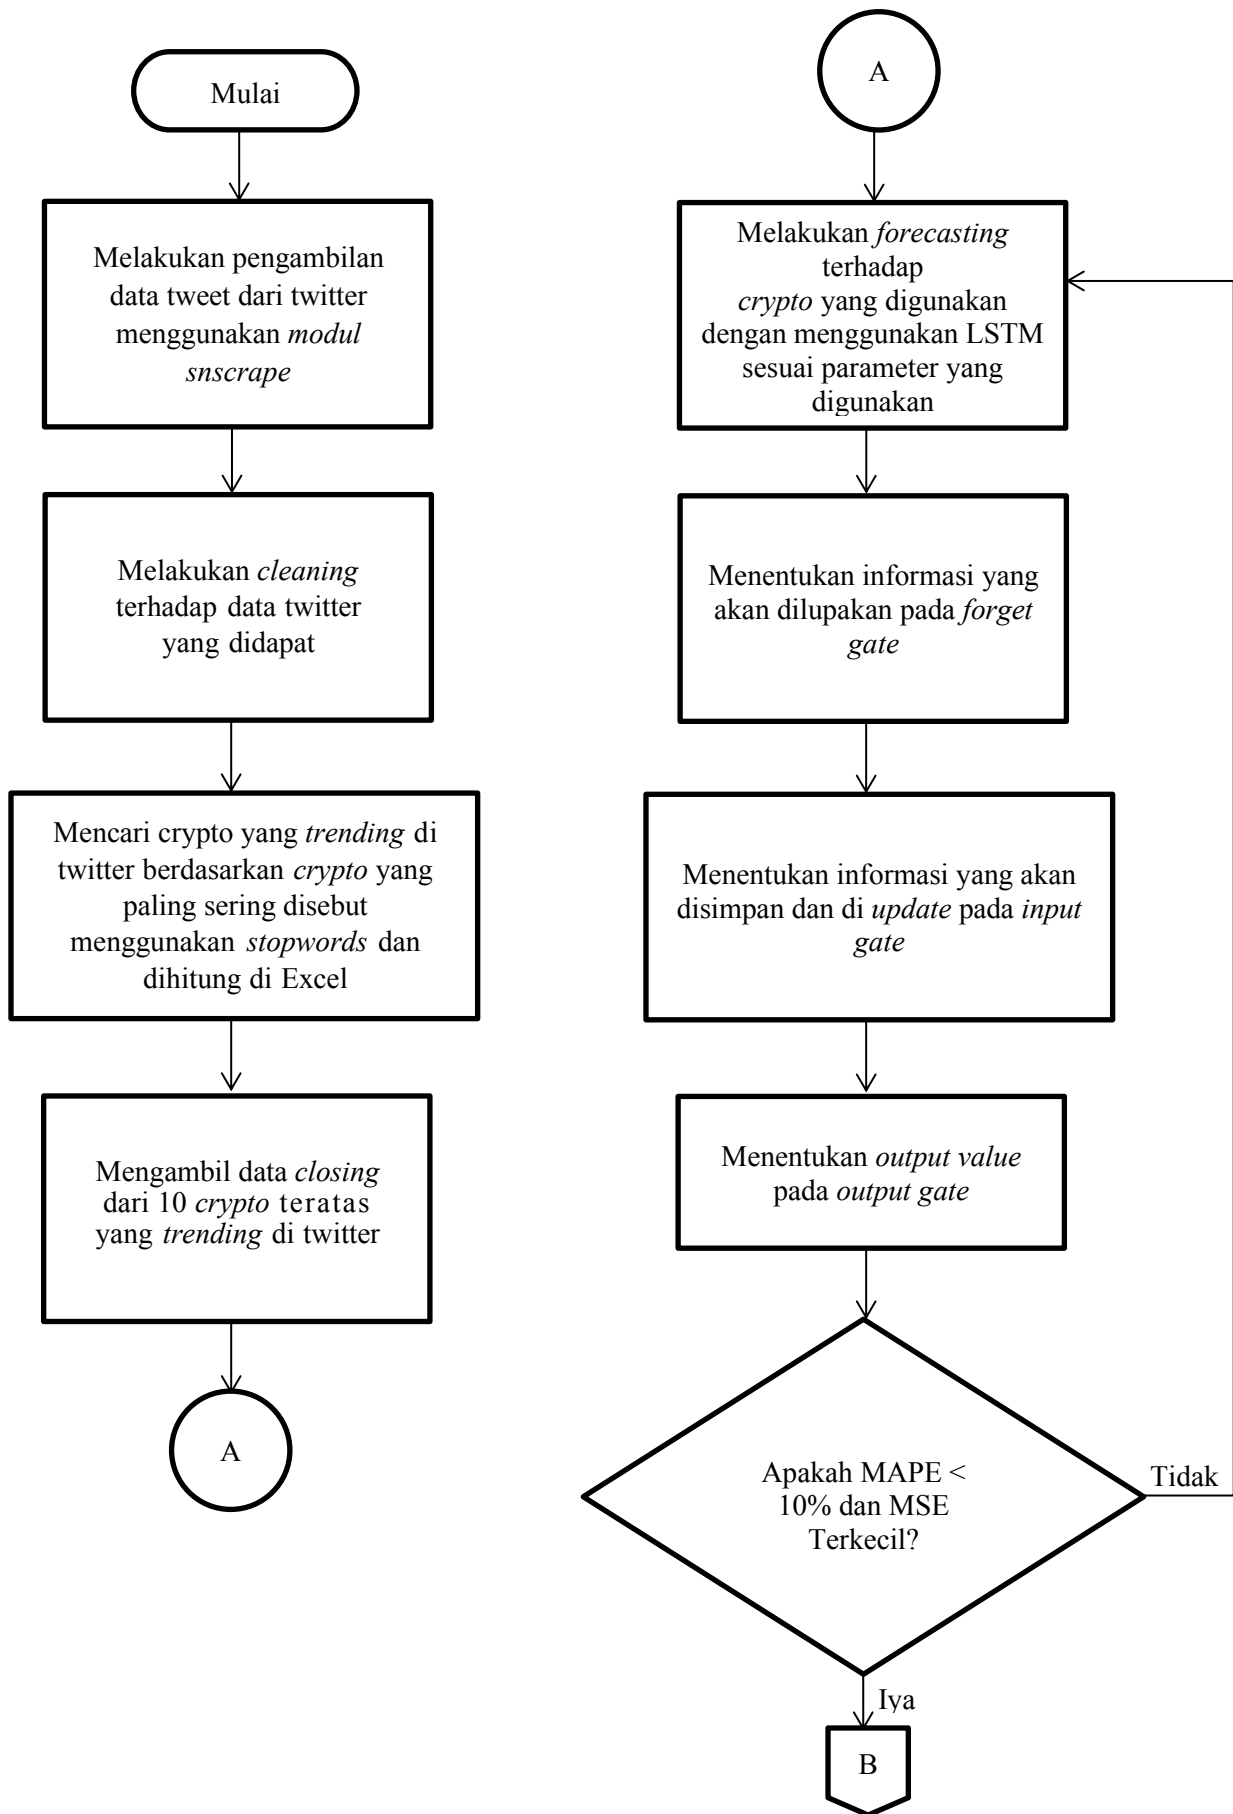 Mulai
Melakukan pengambilan
data tweet dari twitter
menggunakan modul
snscrape
Melakukan cleaning
terhadap data twitter
yang didapat
Mencari crypto yang trending di
twitter berdasarkan crypto yang
paling sering disebut
menggunakan stopwords dan
dihitung di Excel
Mengambil data closing
dari 10 crypto teratas
yang trending di twitter
A
A
Melakukan forecasting
terhadap
crypto yang digunakan
dengan menggunakan LSTM
sesuai parameter yang
digunakan
Menentukan informasi yang
akan dilupakan pada forget
gate
Menentukan informasi yang akan
disimpan dan di update pada input
gate
Menentukan output value
pada output gate
Apakah MAPE <
10% dan MSE
Terkecil?
Tidak
Iya
B